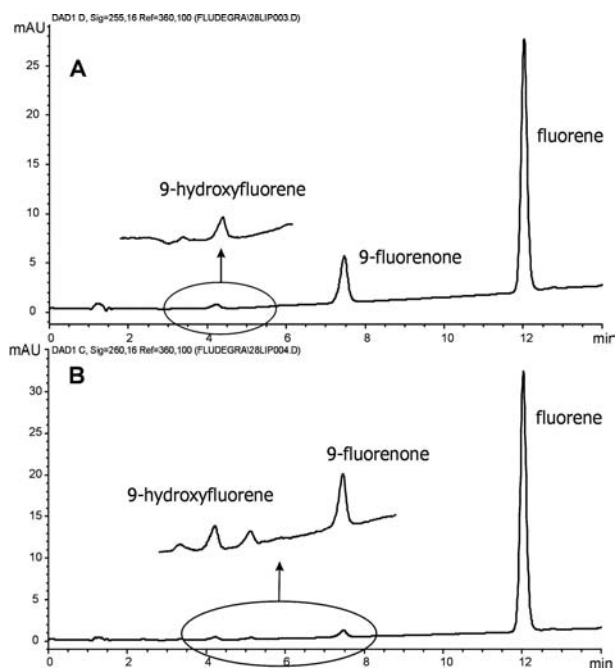 DAD1 D, Sig=255,16 Ref=360,100 (FLUDEGRA\28LIP003.D)
mAU
A
fluorene
25
20
9-hydroxyfluorene
15
10
9-fluorenone
5
0
0 2 4 6 8 10 12 min
DAD1 C, Sig=260,16 Ref=360,100 (FLUDEGRA\28LIP004.D)
mAU
B
30
fluorene
25
9-fluorenone
20
9-hydroxyfluorene
15
10
5
0
0 2 4 6 8 10 12 min